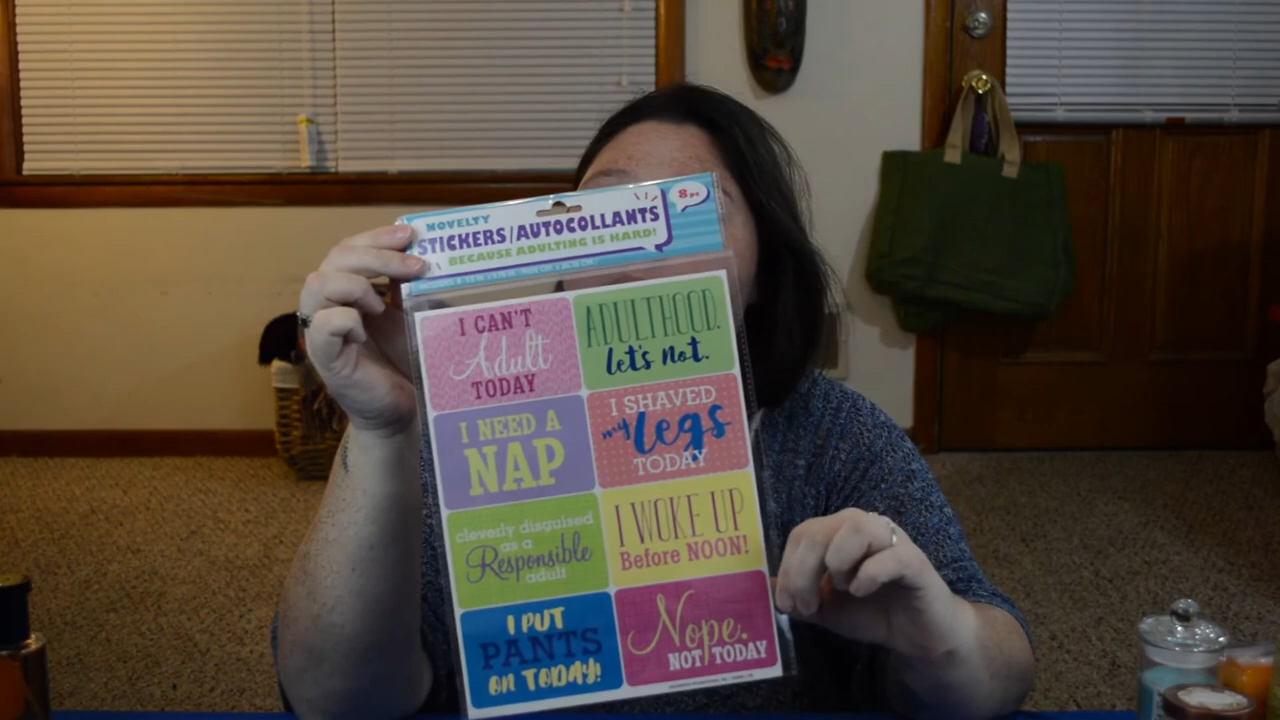 NOVELTY
8pc
STICKERS/AUTOCOLLANTS
BECAUSE ADULTING IS HARD!
I CAN'T
Adult
TODAY
ADULTHOOD.
let's not.
I NEED A
NAP
I SHAVED
my legs
TODAY
cleverly disguised
as a
Responsible
adult
I WOKE UP
Before NOON!
I PUT
PANTS
on TODAY!
Nope.
NOT TODAY